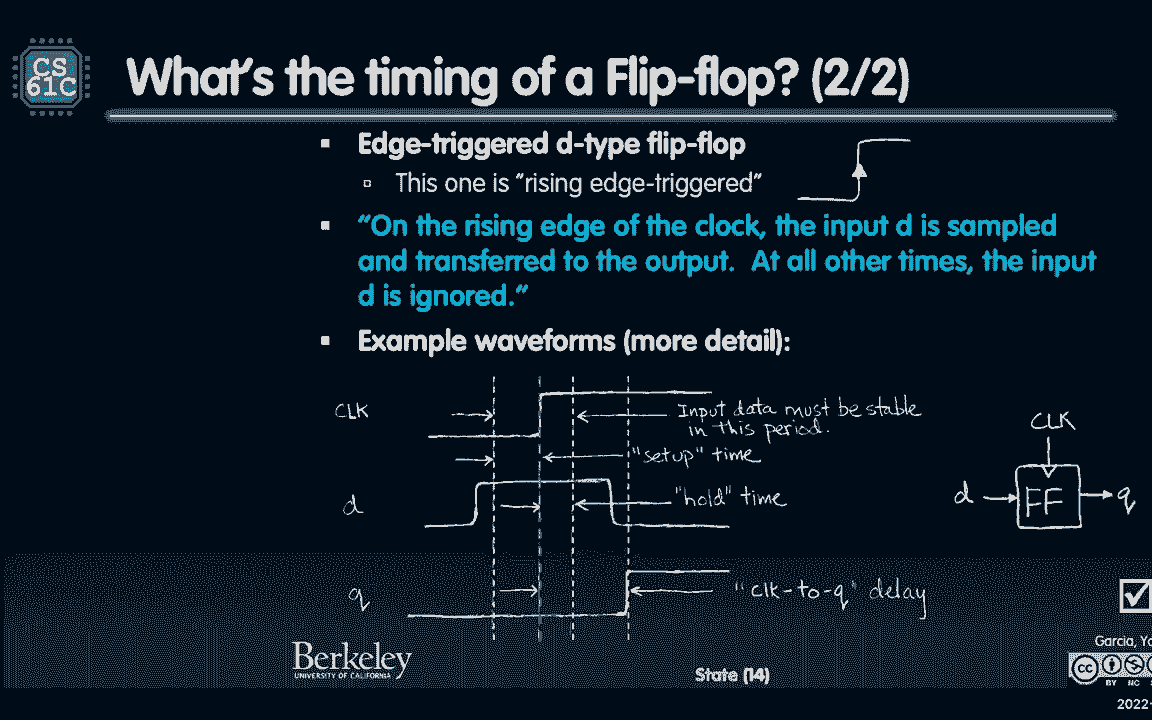 CS
61C
What's the timing of a Flip-flop? (2/2)
Edge-triggered d-type flip-flop
This one is "rising edge-triggered"
"On the rising edge of the clock, the input d is sampled
and transferred to the output. At all other times, the input
d is ignored."
Example waveforms (more detail):
CLK
Input data must be stable
in this period.
"setup" time
d
"hold" time
q
"clk-to-q" delay
CLK
d
FF
q
Berkeley
UNIVERSITY OF CALIFORNIA
State (14)
Garcia,
cc
BY NC
2022-